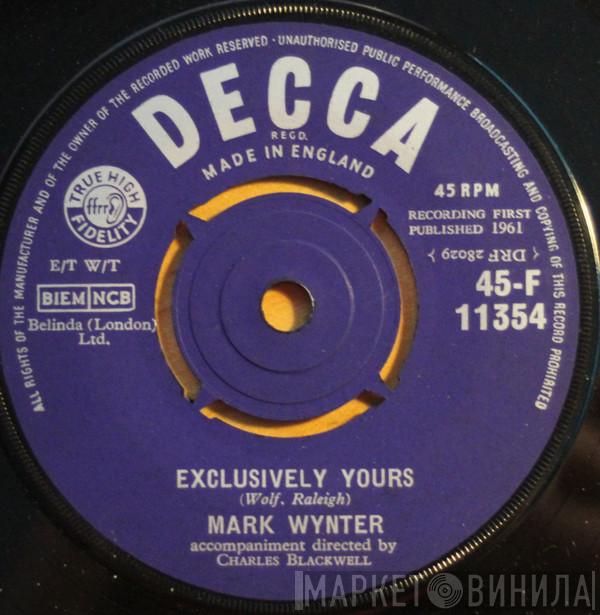 ALL RIGHTS OF THE MANUFACTURER AND OF THE OWNER OF THE RECORDED WORK RESERVED · UNAUTHORISED PUBLIC PERFORMANCE BROADCASTING AND COPYING OF THIS RECORD PROHIBITED
DECCA
REGD.
MADE IN ENGLAND
TRUE HIGH
ffrr
FIDELITY
E/T W/T
BIEM NCB
Belinda (London)
Ltd.
45 RPM
RECORDING FIRST
PUBLISHED 1961
{ DRF 28029 }
45-F
11354
EXCLUSIVELY YOURS
(Wolf, Raleigh)
MARK WYNTER
accompaniment directed by
CHARLES BLACKWELL
МАРКЕТ ВИНИЛА